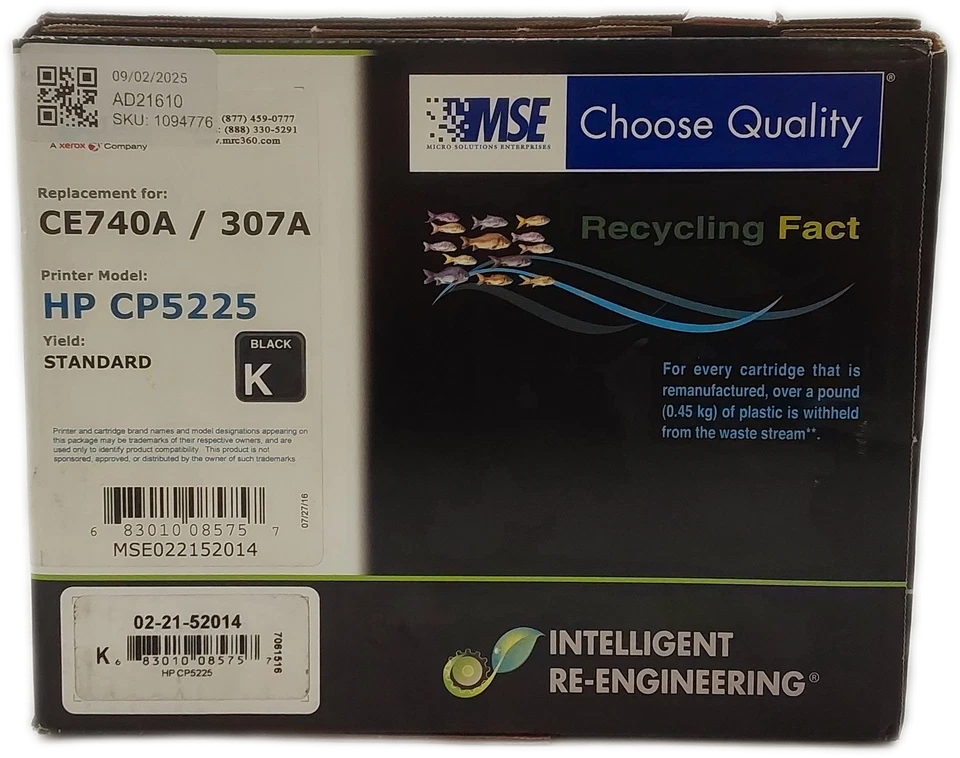 09/02/2025
AD21610
SKU: 1094776
(877) 459-0777
: (888) 330-5291
.mrc360.com
A xerox Company
Replacement for:
CE740A / 307A
Printer Model:
HP CP5225
Yield:
STANDARD
BLACK
K
Printer and cartridge brand names and model designations appearing on
this package may be trademarks of their respective owners, and are
used only to identify product compatibility This product is not
sponsored, approved, or distributed by the owner of such trademarks
07/27/16
6 83010 08575 7
MSE022152014
02-21-52014
K 6 83010 08575 7
7081516
HP CP5225
MSE
MICRO SOLUTIONS ENTERPRISES
Choose Quality ®
Recycling Fact
For every cartridge that is
remanufactured, over a pound
(0.45 kg) of plastic is withheld
from the waste stream**.
INTELLIGENT
RE-ENGINEERING®